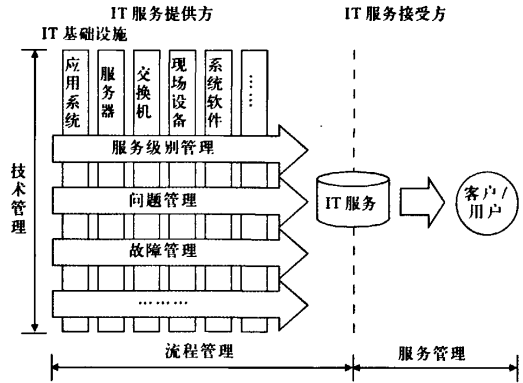 IT服务提供方
IT服务接受方
IT基础设施
应用系统
服务器
交换机
现场设备
系统软件
……
服务级别管理
问题管理
故障管理
………
技术管理
IT服务
客户/
用户
流程管理
服务管理